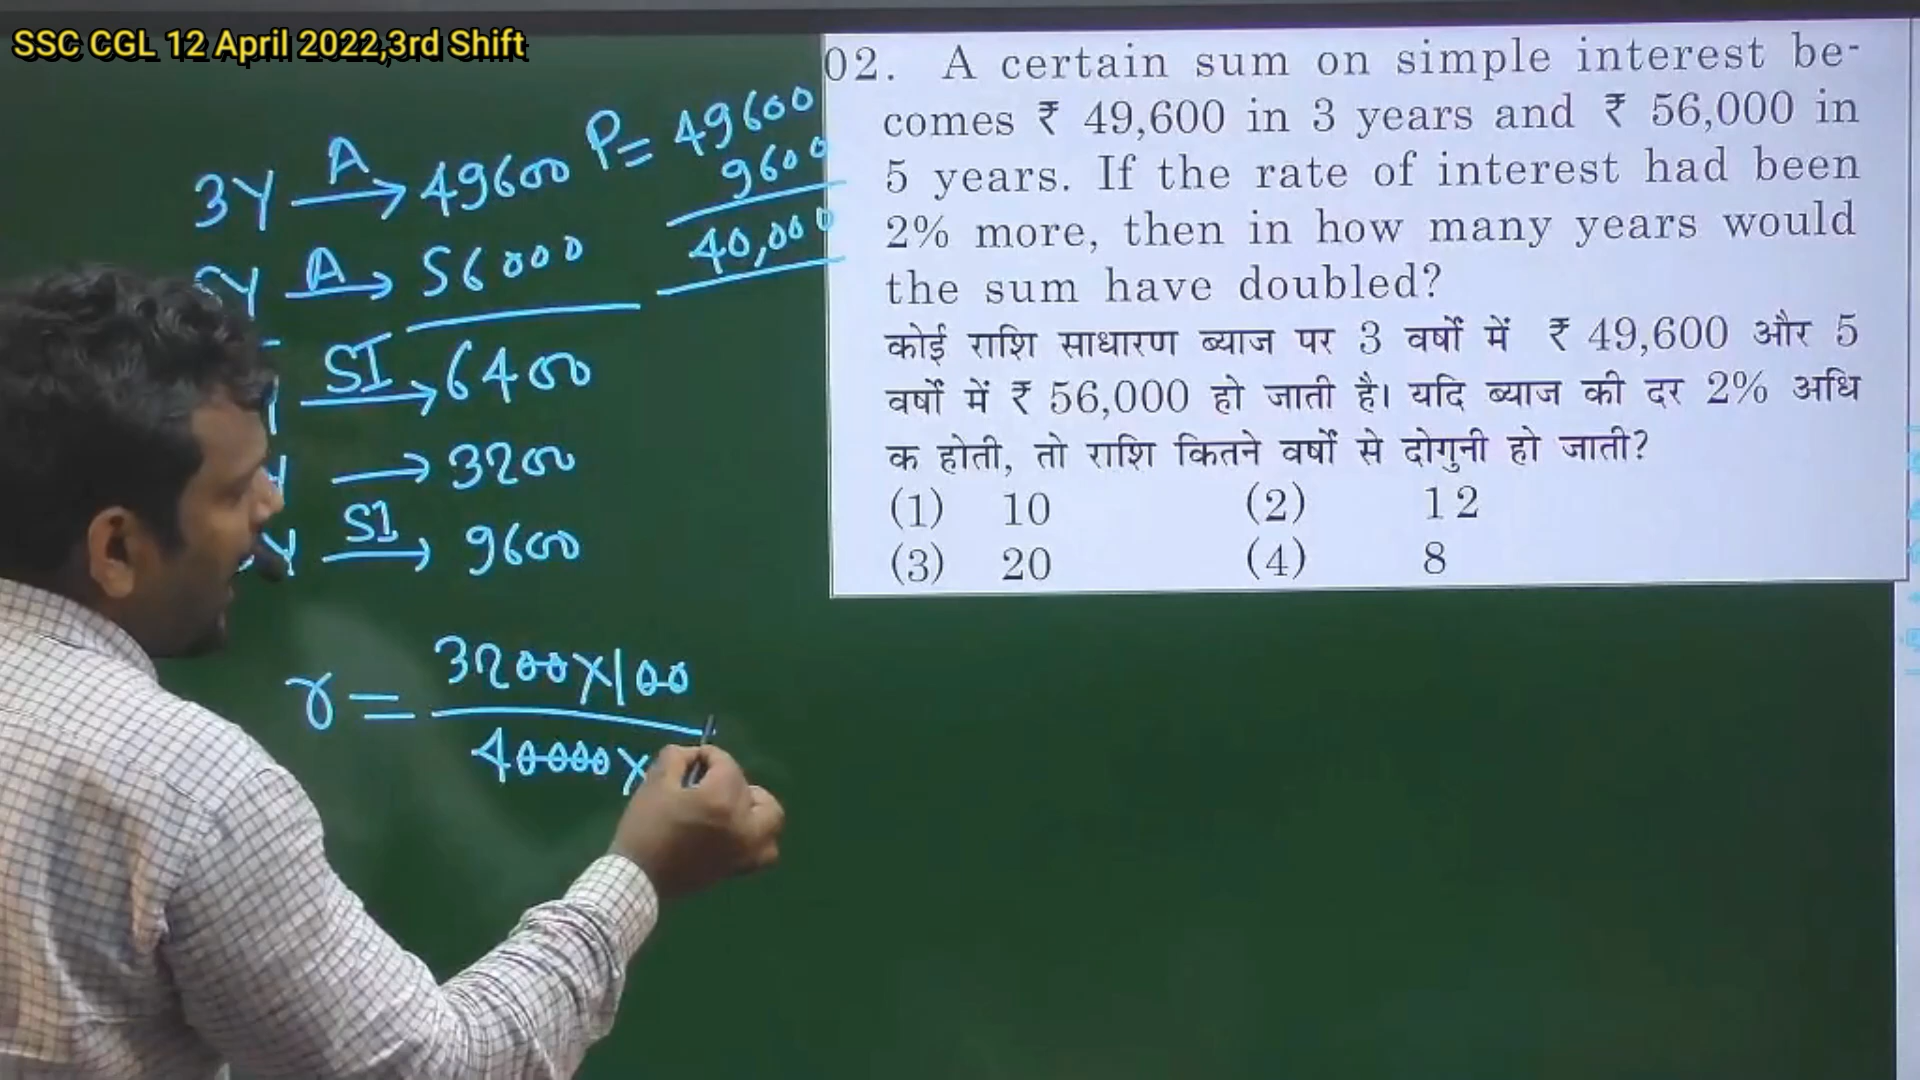 SSC CGL 12 April 2022,3rd Shift
3Y A → 49600
Y A → 56000
SI → 6400
→ 3200
Y SI → 9600
P= 49600
9600
40,000
r = 3200×100
40000×
02. A certain sum on simple interest be-
comes ₹ 49,600 in 3 years and ₹ 56,000 in
5 years. If the rate of interest had been
2% more, then in how many years would
the sum have doubled?
कोई राशि साधारण ब्याज पर 3 वर्षों में ₹ 49,600 और 5
वर्षों में ₹ 56,000 हो जाती है। यदि ब्याज की दर 2% अधि
क होती, तो राशि कितने वर्षों से दोगुनी हो जाती?
(1) 10 (2) 12
(3) 20 (4) 8